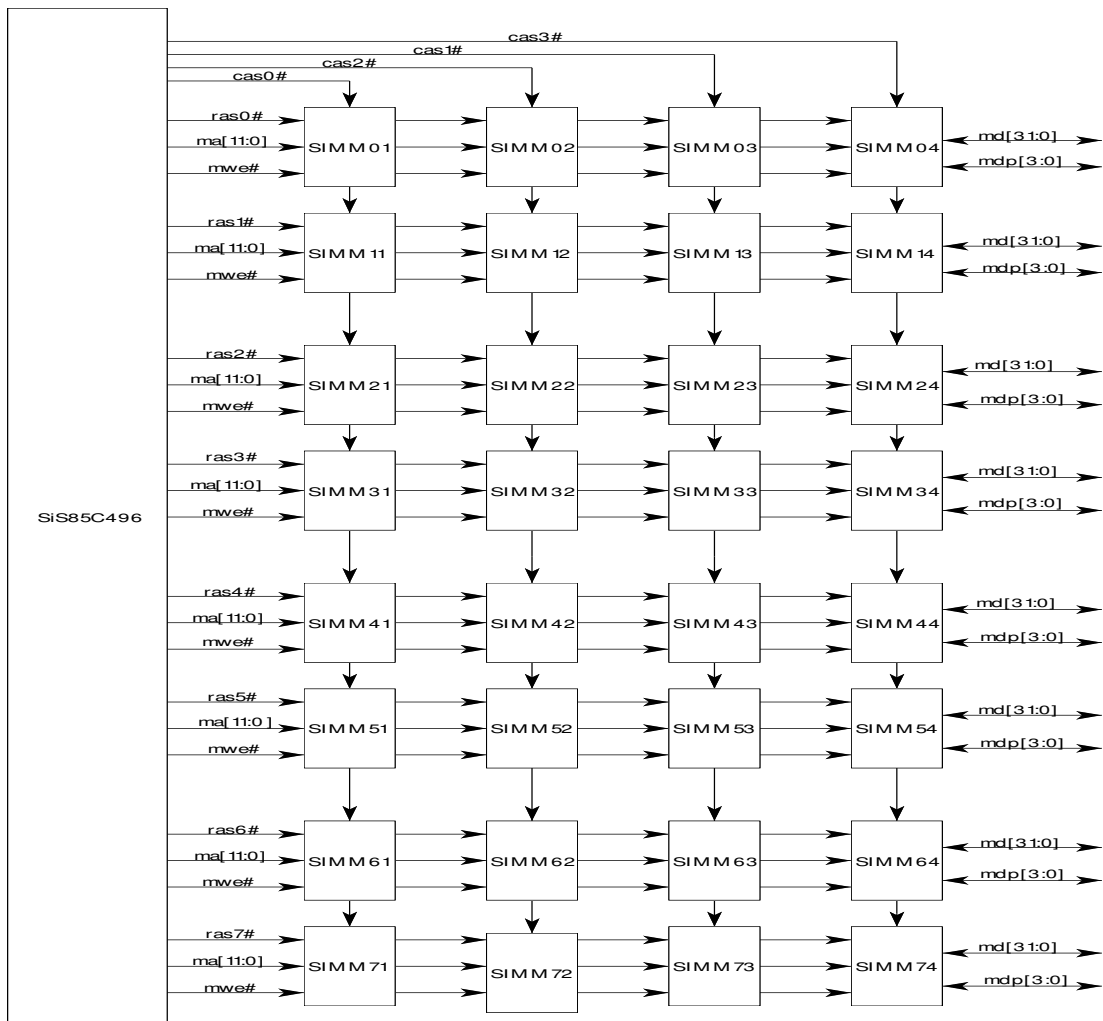 cas3#
cas1#
cas2#
cas0#
ras0#
ma[11:0]
mwe#
SIMM01
SIMM02
SIMM03
SIMM04
md[31:0]
mdp[3:0]
ras1#
ma[11:0]
mwe#
SIMM11
SIMM12
SIMM13
SIMM14
md[31:0]
mdp[3:0]
ras2#
ma[11:0]
mwe#
SIMM21
SIMM22
SIMM23
SIMM24
md[31:0]
mdp[3:0]
ras3#
ma[11:0]
mwe#
SIMM31
SIMM32
SIMM33
SIMM34
md[31:0]
mdp[3:0]
SiS85C496
ras4#
ma[11:0]
mwe#
SIMM41
SIMM42
SIMM43
SIMM44
md[31:0]
mdp[3:0]
ras5#
ma[11:0]
mwe#
SIMM51
SIMM52
SIMM53
SIMM54
md[31:0]
mdp[3:0]
ras6#
ma[11:0]
mwe#
SIMM61
SIMM62
SIMM63
SIMM64
md[31:0]
mdp[3:0]
ras7#
ma[11:0]
mwe#
SIMM71
SIMM72
SIMM73
SIMM74
md[31:0]
mdp[3:0]